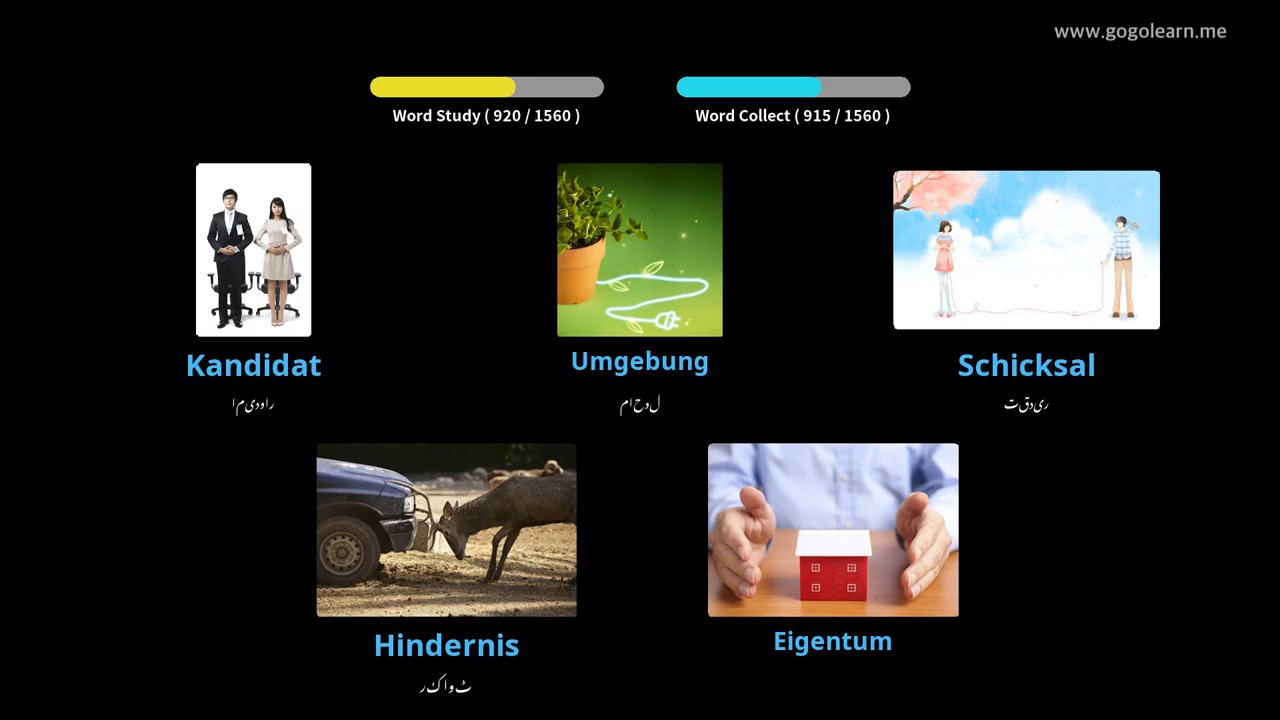 www.gogolearn.me
Word Study ( 920 / 1560 )
Word Collect ( 915 / 1560 )
Kandidat
امیدوار
Umgebung
ماحول
Schicksal
تقدیر
Hindernis
رکاوٹ
Eigentum